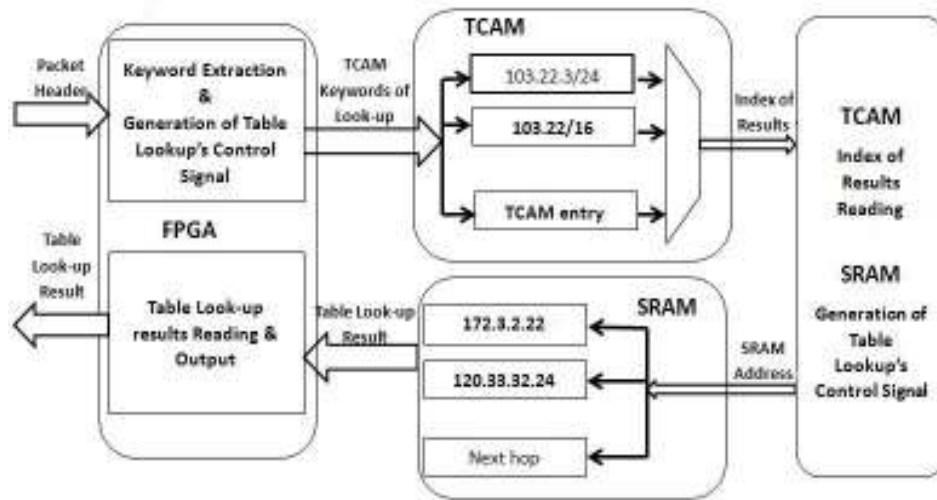 Packet
Header
Keyword Extraction
&
Generation of Table
Lookup's Control
Signal
FPGA
TCAM
Keywords of
Look-up
TCAM
103.22.3/24
103.22/16
TCAM entry
Index of
Results
TCAM
Index of
Results
Reading
SRAM
Generation of
Table
Lookup's
Control Signal
SRAM
Address
SRAM
172.3.2.22
120.33.32.24
Next hop
Table Look-up
Result
Table Look-up
results Reading &
Output
Table
Look-up
Result